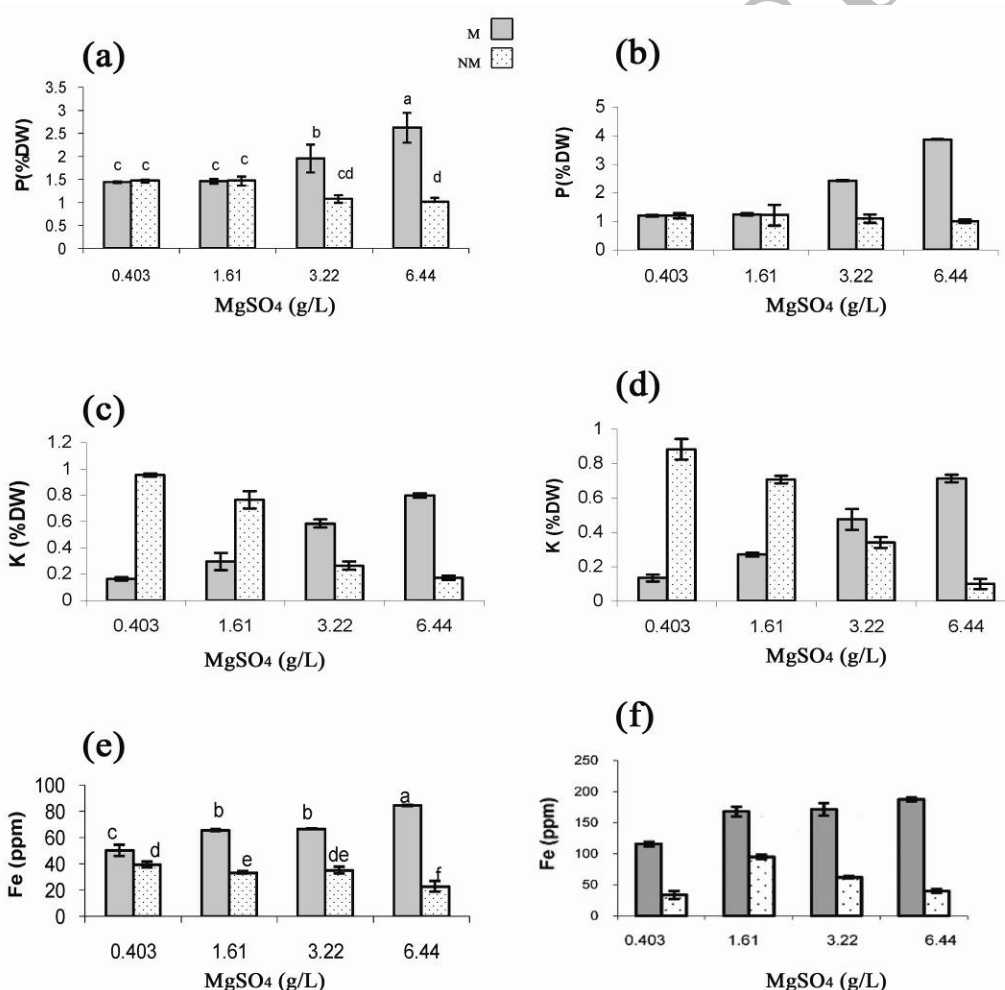 M
NM
(a)
3.5
3
2.5
2
1.5
1
0.5
0
P(%DW)
c c c c b cd a d
0.403 1.61 3.22 6.44
MgSO4 (g/L)
(b)
5
4
3
2
1
0
P(%DW)
0.403 1.61 3.22 6.44
MgSO4 (g/L)
(c)
1.2
1
0.8
0.6
0.4
0.2
0
K (%DW)
0.403 1.61 3.22 6.44
MgSO4 (g/L)
(d)
1
0.8
0.6
0.4
0.2
0
K (%DW)
0.403 1.61 3.22 6.44
MgSO4 (g/L)
(e)
100
80
60
40
20
0
Fe (ppm)
c d b e b de a f
0.403 1.61 3.22 6.44
MgSO4 (g/L)
(f)
250
200
150
100
50
0
Fe (ppm)
0.403 1.61 3.22 6.44
MgSO4 (g/L)